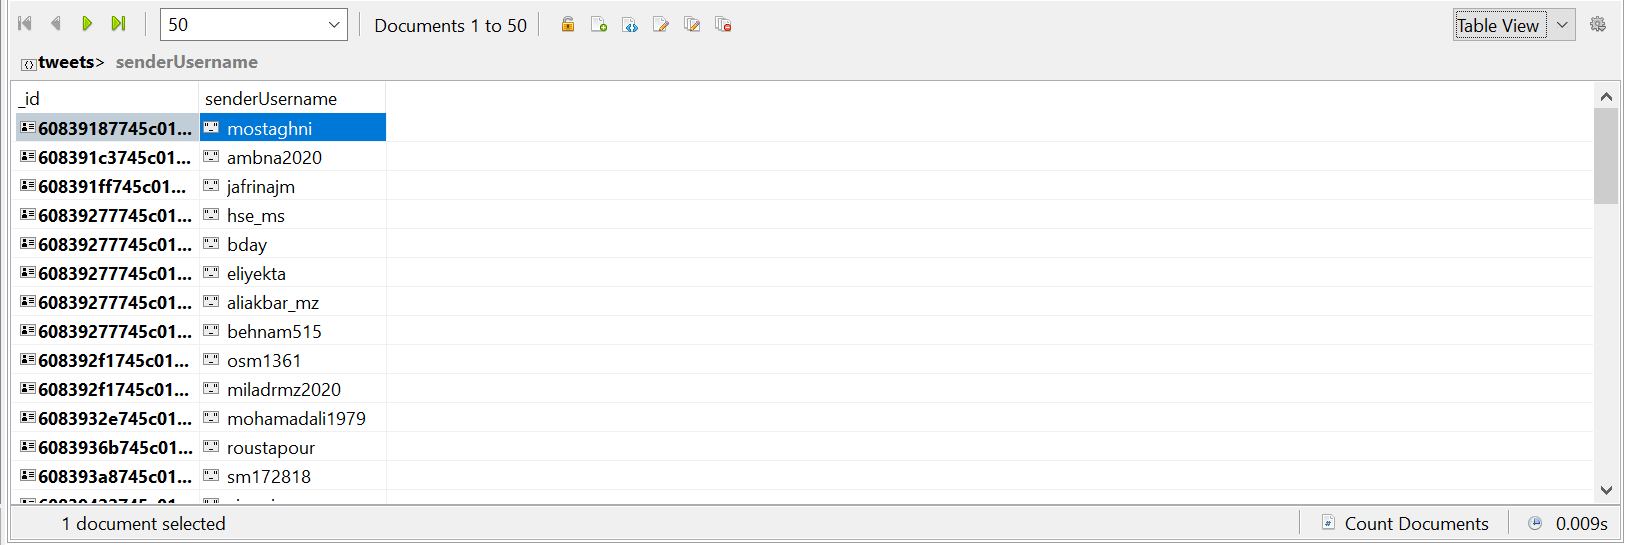 50 Documents 1 to 50 Table View
tweets> senderUsername
_id senderUsername
60839187745c01... mostaghni
608391c3745c01... ambna2020
608391ff745c01... jafrinajm
60839277745c01... hse_ms
60839277745c01... bday
60839277745c01... eliyekta
60839277745c01... aliakbar_mz
60839277745c01... behnam515
608392f1745c01... osm1361
608392f1745c01... miladrmz2020
6083932e745c01... mohamadali1979
6083936b745c01... roustapour
608393a8745c01... sm172818
1 document selected Count Documents 0.009s